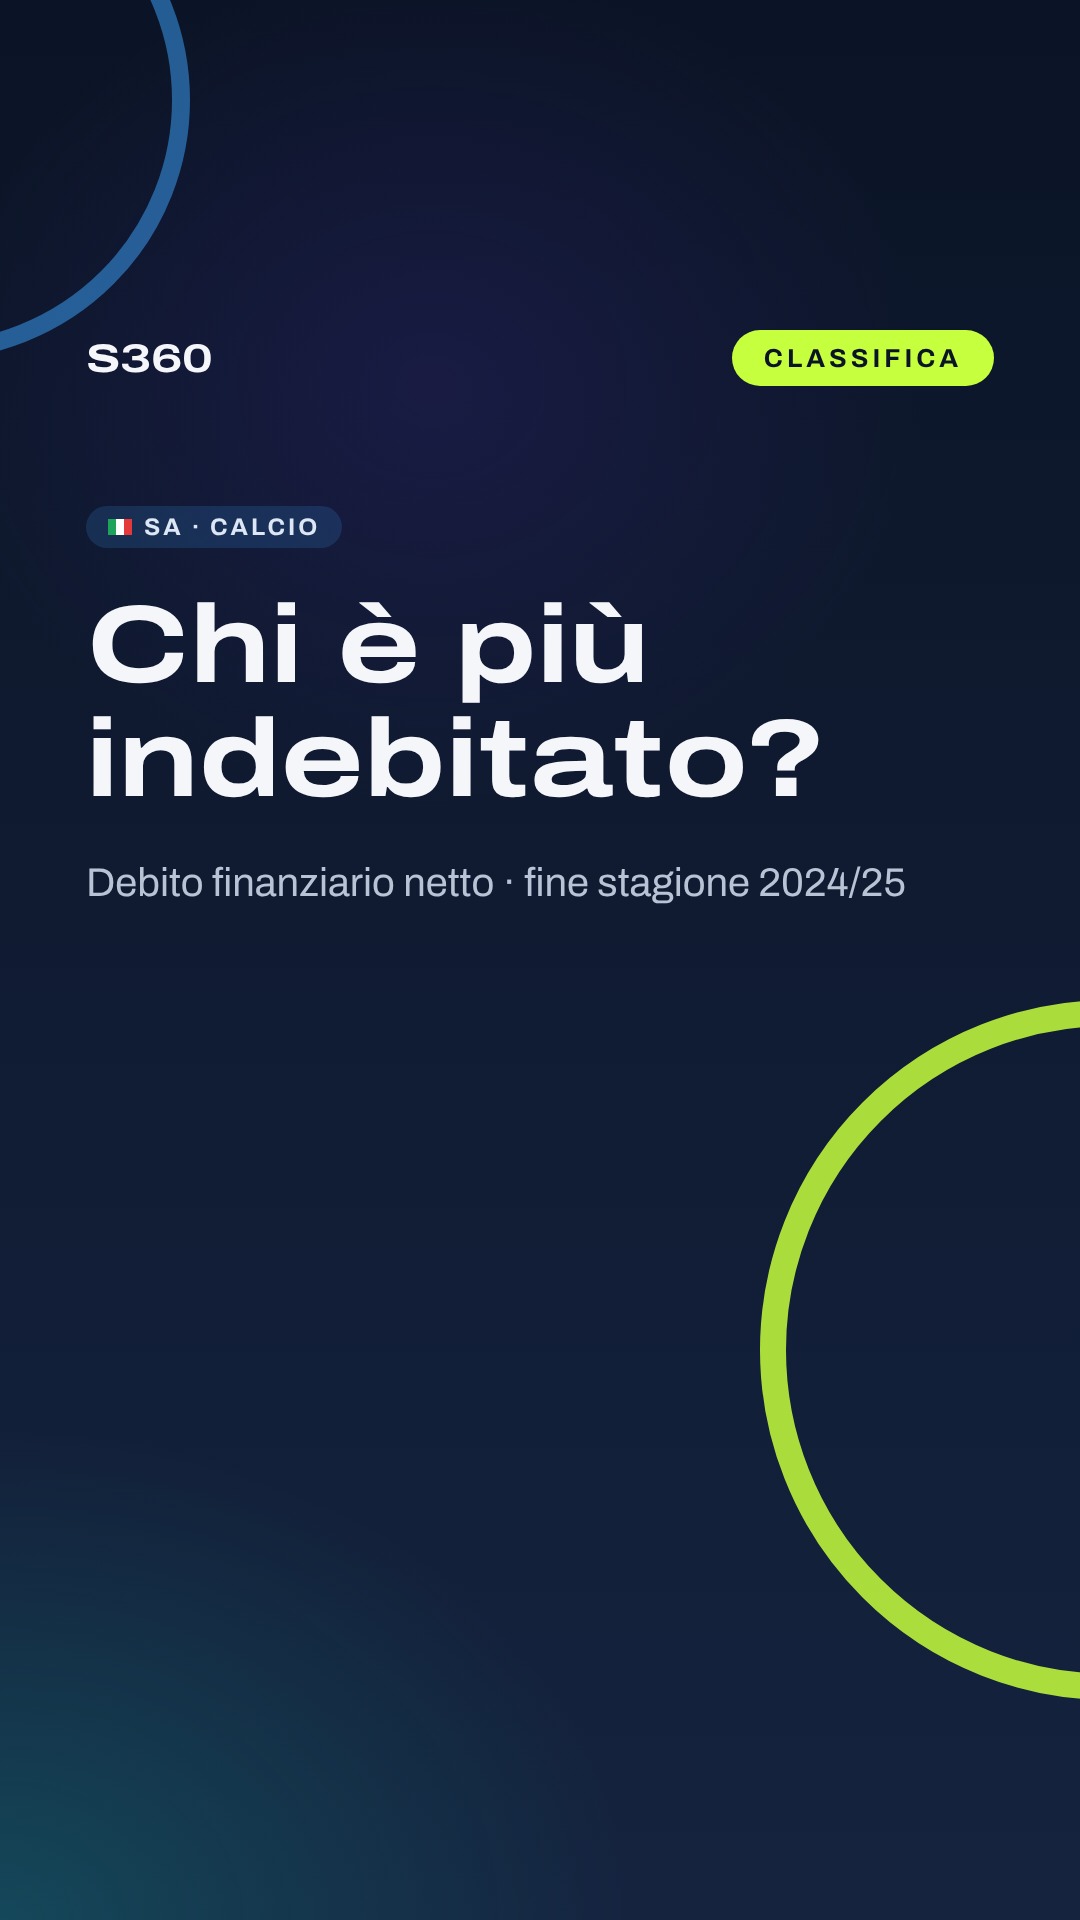 S360
CLASSIFICA
SA · CALCIO
Chi è più
indebitato?
Debito finanziario netto · fine stagione 2024/25